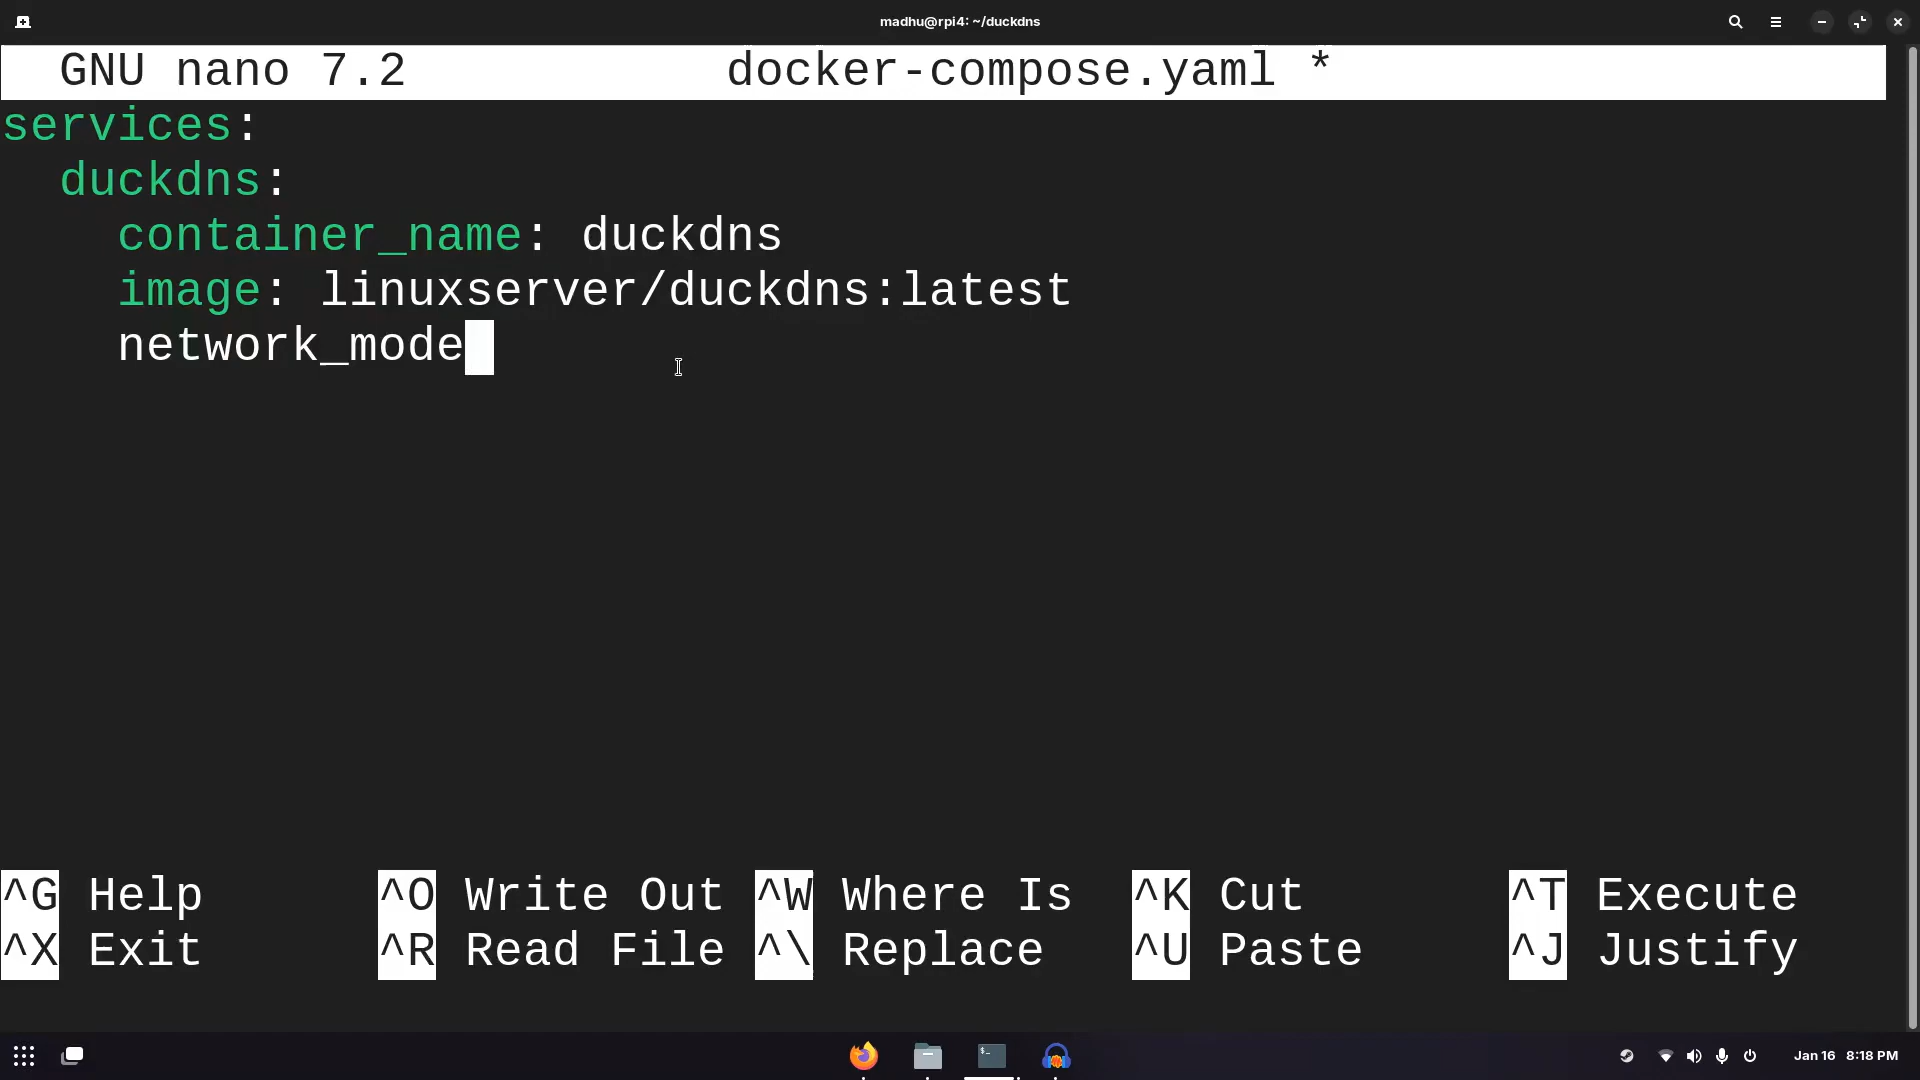 madhu@rpi4: ~/duckdns
GNU nano 7.2 docker-compose.yaml *
services:
duckdns:
container_name: duckdns
image: linuxserver/duckdns:latest
network_mode
^G Help ^O Write Out ^W Where Is ^K Cut ^T Execute
^X Exit ^R Read File ^\ Replace ^U Paste ^J Justify
Jan 16 8:18 PM